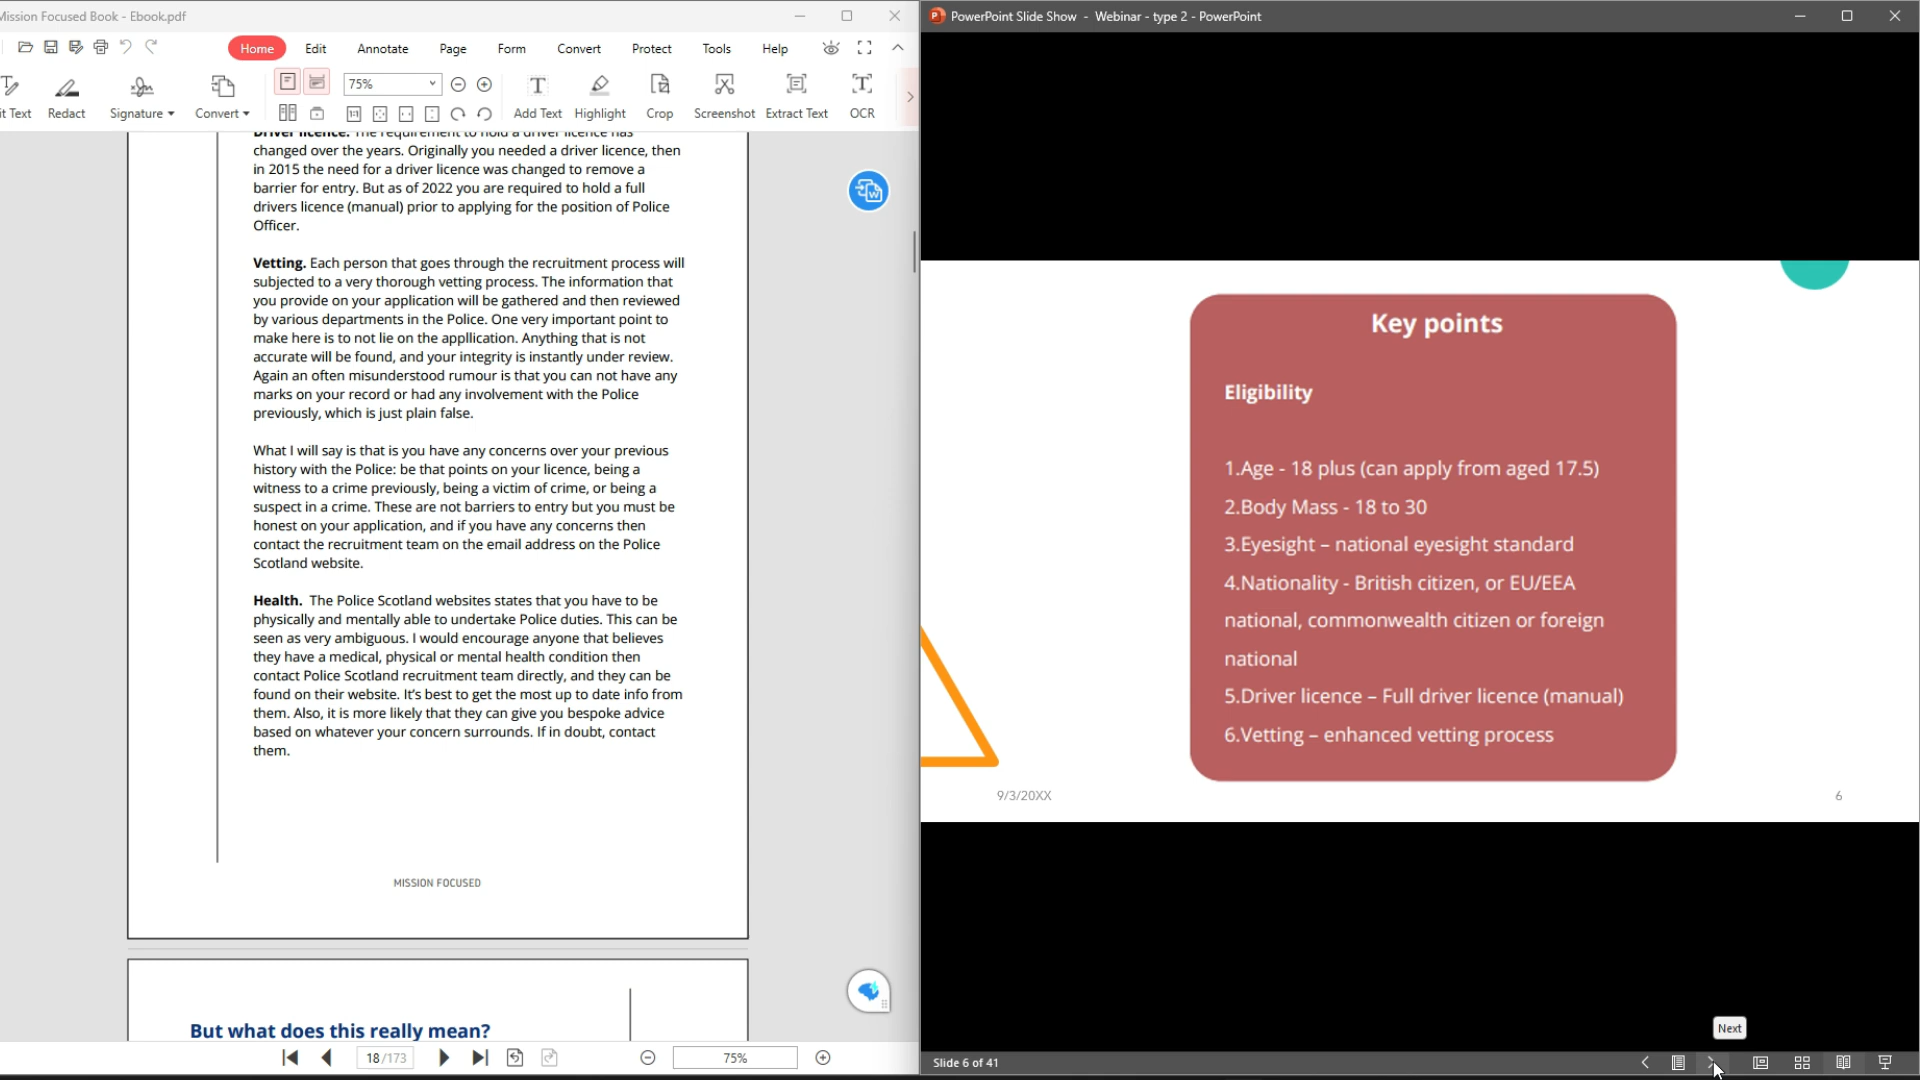 Mission Focused Book - Ebook.pdf
Home Edit Annotate Page Form Convert Protect Tools Help
75%
it Text Redact Signature Convert Add Text Highlight Crop Screenshot Extract Text OCR
Driver licence. The requirement to hold a driver licence has
changed over the years. Originally you needed a driver licence, then
in 2015 the need for a driver licence was changed to remove a
barrier for entry. But as of 2022 you are required to hold a full
drivers licence (manual) prior to applying for the position of Police
Officer.
Vetting. Each person that goes through the recruitment process will
subjected to a very thorough vetting process. The information that
you provide on your application will be gathered and then reviewed
by various departments in the Police. One very important point to
make here is to not lie on the appllication. Anything that is not
accurate will be found, and your integrity is instantly under review.
Again an often misunderstood rumour is that you can not have any
marks on your record or had any involvement with the Police
previously, which is just plain false.
What I will say is that is you have any concerns over your previous
history with the Police: be that points on your licence, being a
witness to a crime previously, being a victim of crime, or being a
suspect in a crime. These are not barriers to entry but you must be
honest on your application, and if you have any concerns then
contact the recruitment team on the email address on the Police
Scotland website.
Health. The Police Scotland websites states that you have to be
physically and mentally able to undertake Police duties. This can be
seen as very ambiguous. I would encourage anyone that believes
they have a medical, physical or mental health condition then
contact Police Scotland recruitment team directly, and they can be
found on their website. It's best to get the most up to date info from
them. Also, it is more likely that they can give you bespoke advice
based on whatever your concern surrounds. If in doubt, contact
them.
MISSION FOCUSED
But what does this really mean?
18 /173 75%
PowerPoint Slide Show - Webinar - type 2 - PowerPoint
Key points
Eligibility
1.Age - 18 plus (can apply from aged 17.5)
2.Body Mass - 18 to 30
3.Eyesight – national eyesight standard
4.Nationality - British citizen, or EU/EEA
national, commonwealth citizen or foreign
national
5.Driver licence – Full driver licence (manual)
6.Vetting – enhanced vetting process
9/3/20XX 6
Next
Slide 6 of 41